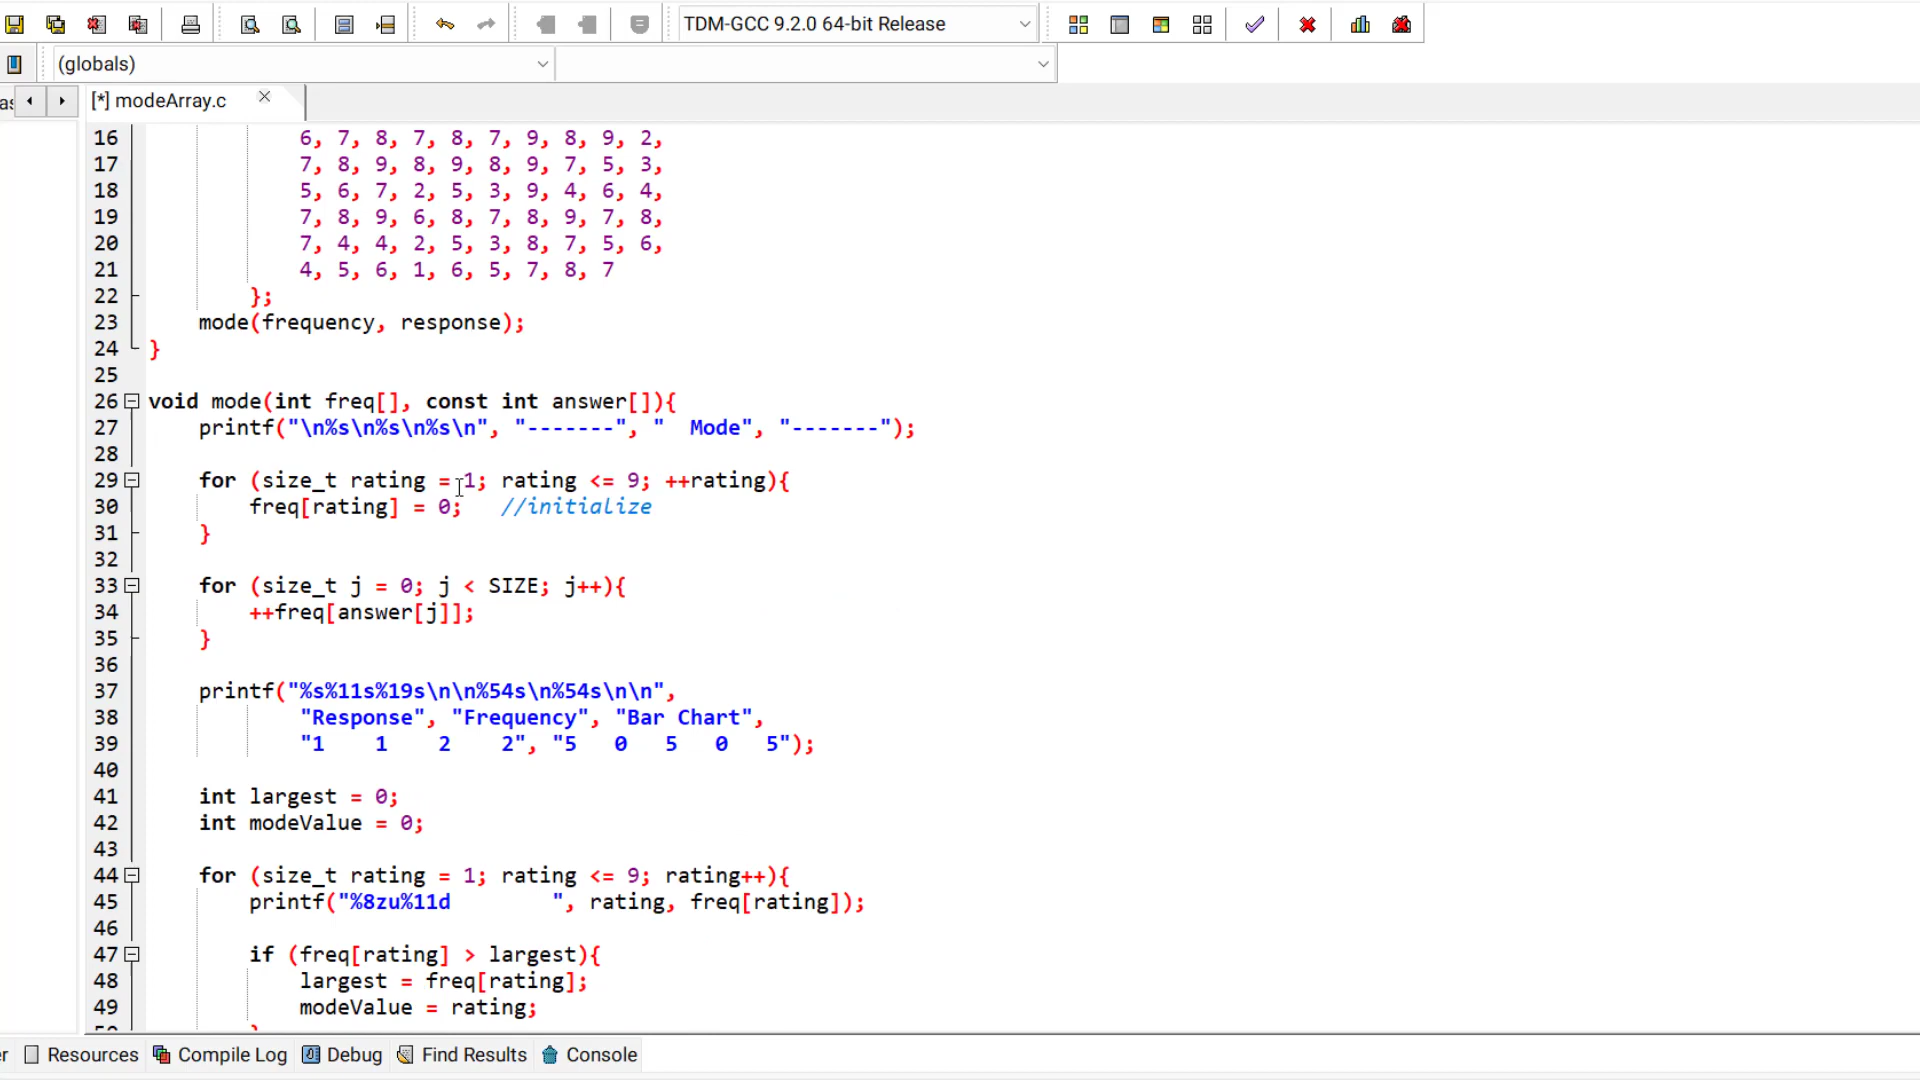 TDM-GCC 9.2.0 64-bit Release
(globals)
[*] modeArray.c
16 6, 7, 8, 7, 8, 7, 9, 8, 9, 2,
17 7, 8, 9, 8, 9, 8, 9, 7, 5, 3,
18 5, 6, 7, 2, 5, 3, 9, 4, 6, 4,
19 7, 8, 9, 6, 8, 7, 8, 9, 7, 8,
20 7, 4, 4, 2, 5, 3, 8, 7, 5, 6,
21 4, 5, 6, 1, 6, 5, 7, 8, 7
22 };
23 mode(frequency, response);
24 }
25
26 void mode(int freq[], const int answer[]){
27 printf("\n%s\n%s\n%s\n", "-------", "  Mode", "-------");
28
29 for (size_t rating = 1; rating <= 9; ++rating){
30 freq[rating] = 0;   //initialize
31 }
32
33 for (size_t j = 0; j < SIZE; j++){
34 ++freq[answer[j]];
35 }
36
37 printf("%s%11s%19s\n\n%54s\n%54s\n\n",
38 "Response", "Frequency", "Bar Chart",
39 "1    1    2    2", "5   0   5   0   5");
40
41 int largest = 0;
42 int modeValue = 0;
43
44 for (size_t rating = 1; rating <= 9; rating++){
45 printf("%8zu%11d        ", rating, freq[rating]);
46
47 if (freq[rating] > largest){
48 largest = freq[rating];
49 modeValue = rating;
Resources Compile Log Debug Find Results Console